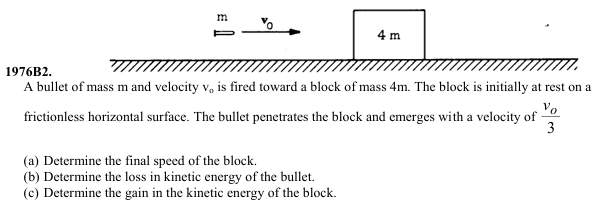 m
v₀
4 m
1976B2.
A bullet of mass m and velocity vₒ is fired toward a block of mass 4m. The block is initially at rest on a
frictionless horizontal surface. The bullet penetrates the block and emerges with a velocity of vₒ/3
(a) Determine the final speed of the block.
(b) Determine the loss in kinetic energy of the bullet.
(c) Determine the gain in the kinetic energy of the block.